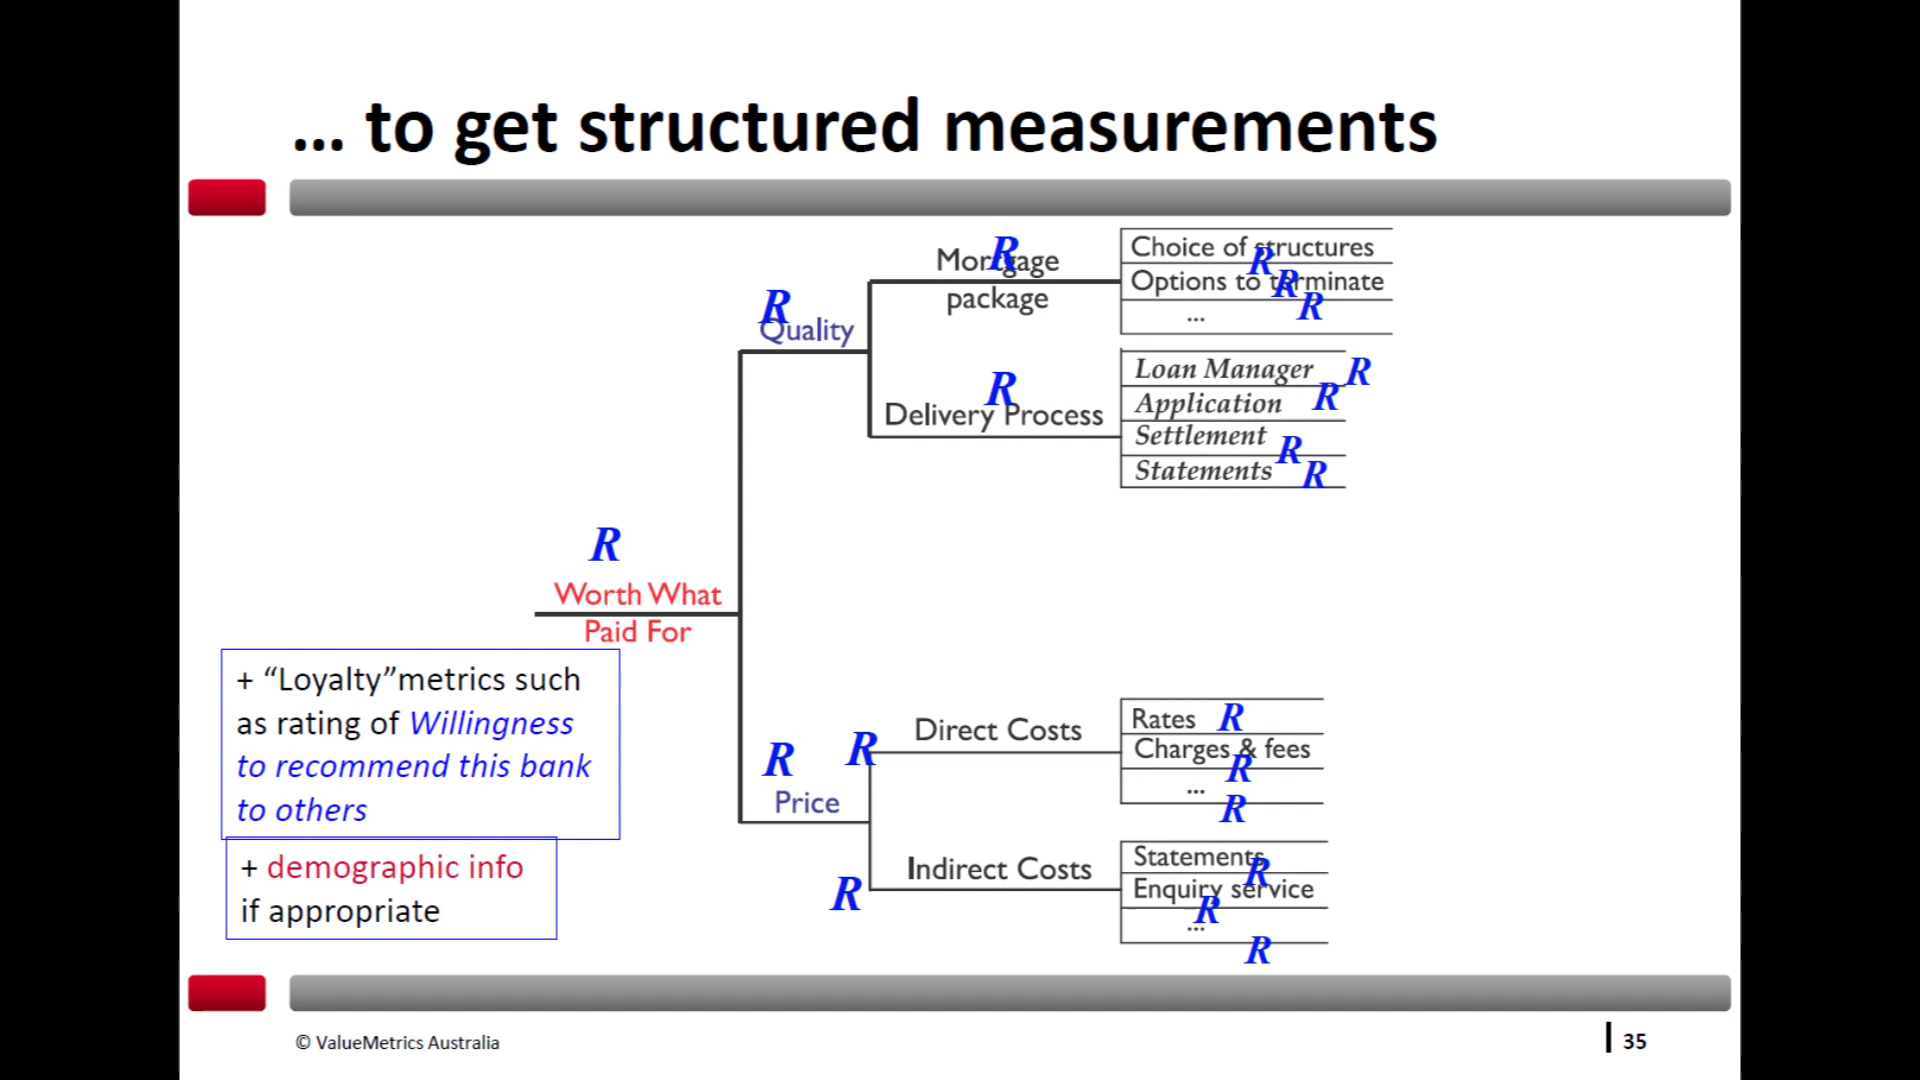 ... to get structured measurements
R
Mortgage
package
R
Choice of structures
R
Options to terminate
R
...
R
R
Quality
R
Delivery Process
Loan Manager R
Application R
Settlement R
Statements R
R
Worth What
Paid For
+ “Loyalty”metrics such
as rating of Willingness
to recommend this bank
to others
+ demographic info
if appropriate
R
Price
R
Direct Costs
Rates R
Charges & fees
R
...
R
R
Indirect Costs
Statements
R
Enquiry service
R
...
R
© ValueMetrics Australia
35